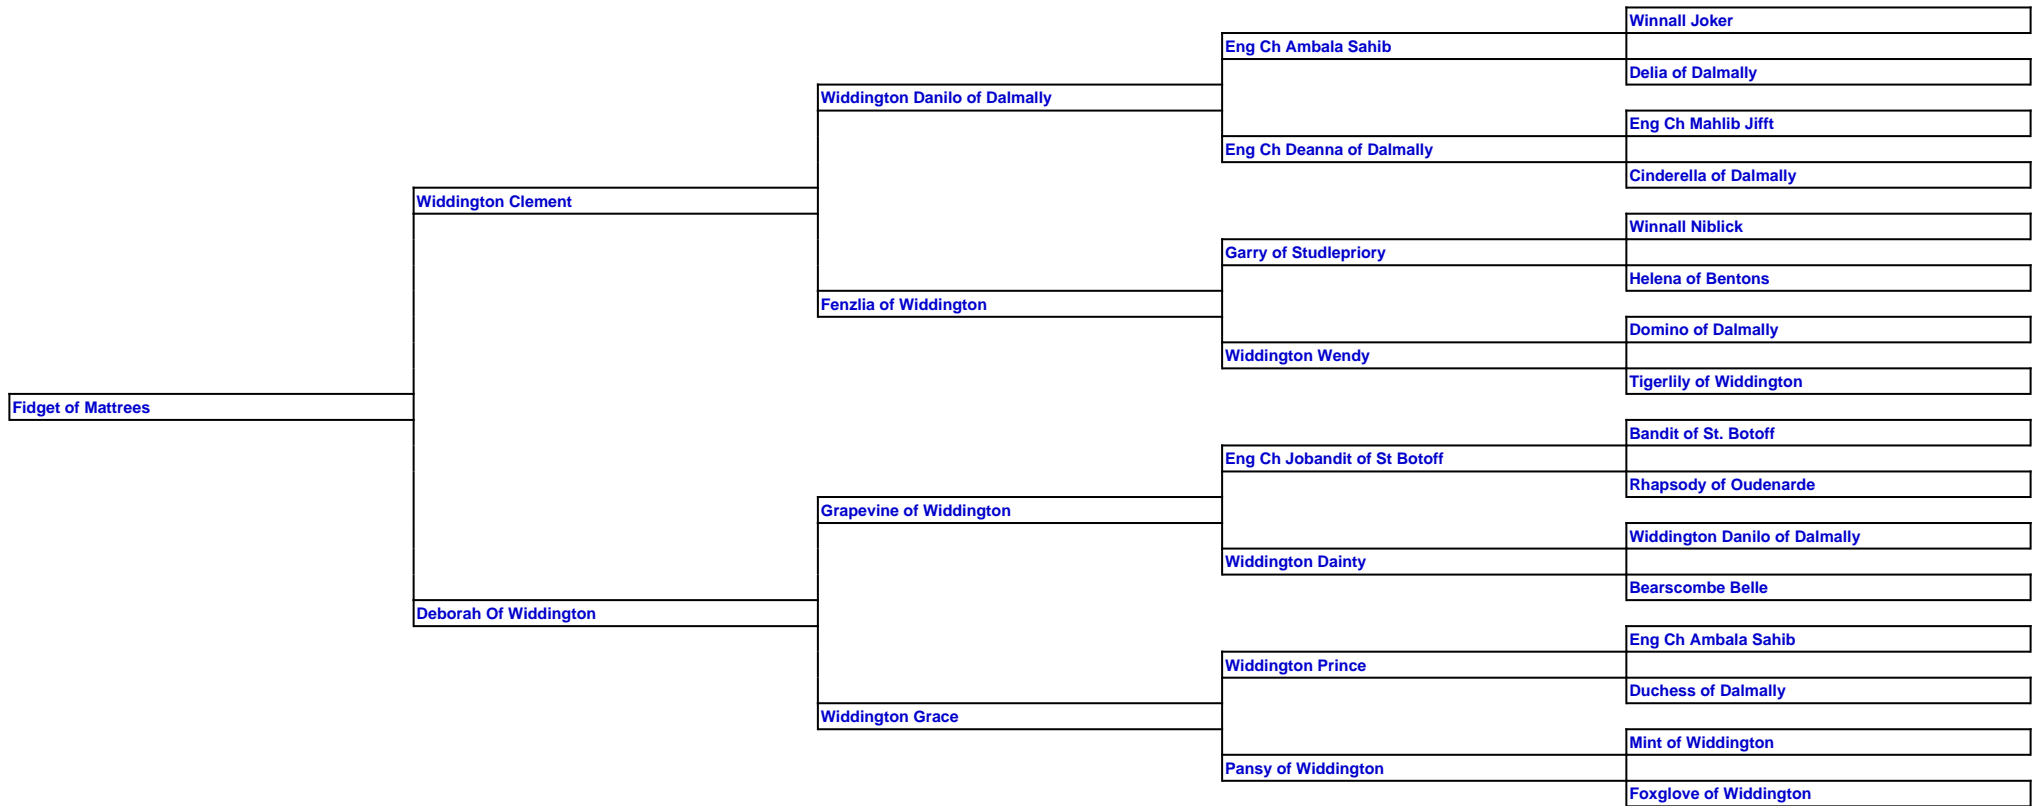 Winnall Joker
Eng Ch Ambala Sahib
Delia of Dalmally
Widdington Danilo of Dalmally
Eng Ch Mahlib Jifft
Eng Ch Deanna of Dalmally
Cinderella of Dalmally
Widdington Clement
Winnall Niblick
Garry of Studlepriory
Helena of Bentons
Fenzlia of Widdington
Domino of Dalmally
Widdington Wendy
Tigerlily of Widdington
Fidget of Mattrees
Bandit of St. Botoff
Eng Ch Jobandit of St Botoff
Rhapsody of Oudenarde
Grapevine of Widdington
Widdington Danilo of Dalmally
Widdington Dainty
Bearscombe Belle
Deborah Of Widdington
Eng Ch Ambala Sahib
Widdington Prince
Duchess of Dalmally
Widdington Grace
Mint of Widdington
Pansy of Widdington
Foxglove of Widdington